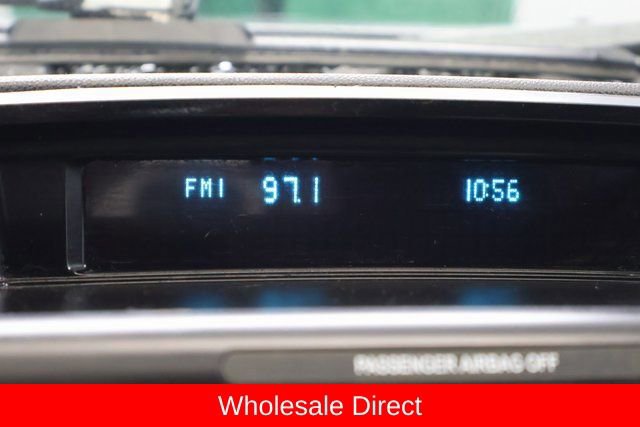 FM1 97.1 10:56
PASSENGER AIRBAG OFF
Wholesale Direct